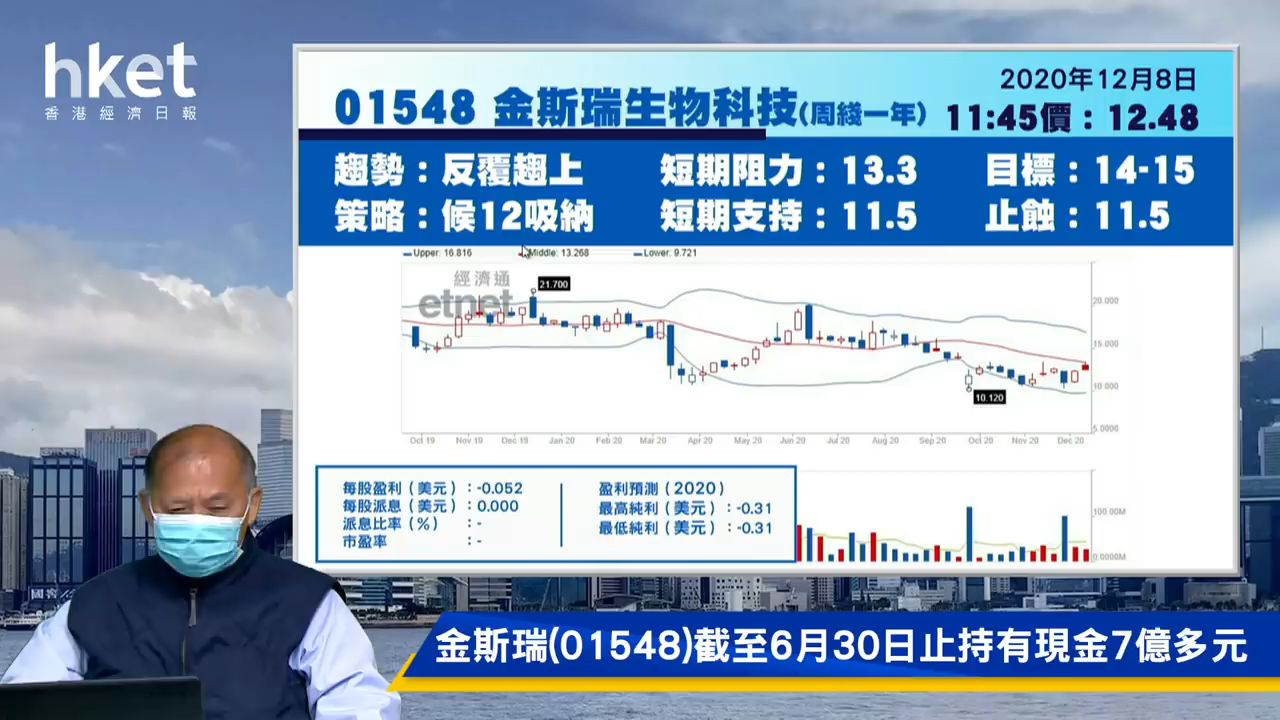 hket
香港經濟日報
2020年12月8日
01548 金斯瑞生物科技(周綫一年)
11:45價：12.48
趨勢：反覆趨上
短期阻力：13.3
目標：14-15
策略：候12吸納
短期支持：11.5
止蝕：11.5
Upper: 16.816
Middle: 13.268
Lower: 9.721
經濟通
etnet
21.700
20.000
15.000
10.000
5.0000
10.120
Oct 19 Nov 19 Dec 19 Jan 20 Feb 20 Mar 20 Apr 20 May 20 Jun 20 Jul 20 Aug 20 Sep 20 Oct 20 Nov 20 Dec 20
每股盈利（美元）：-0.052
每股派息（美元）：0.000
派息比率（%）：-
市盈率：-
盈利預測（2020）
最高純利（美元）：-0.31
最低純利（美元）：-0.31
100.00M
0.0000M
金斯瑞(01548)截至6月30日止持有現金7億多元